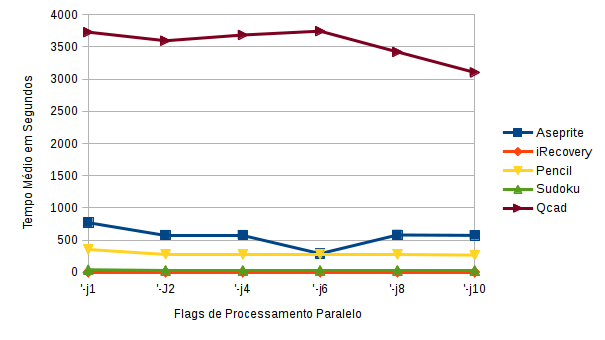 4000
3500
3000
2500
2000
1500
1000
500
0
Tempo Médio em Segundos
'-j1
'-J2
'-j4
'-j6
'-j8
'-j10
Flags de Processamento Paralelo
Aseprite
iRecovery
Pencil
Sudoku
Qcad